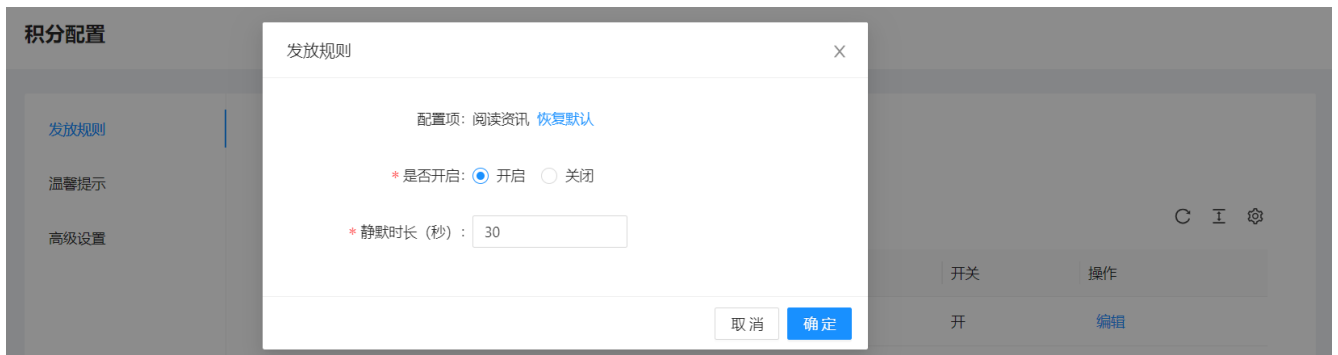 积分配置
发放规则
配置项: 阅读资讯 恢复默认
发放规则
* 是否开启: 开启 关闭
温馨提示
* 静默时长（秒）: 30
高级设置
开关 操作
取消 确定
开 编辑